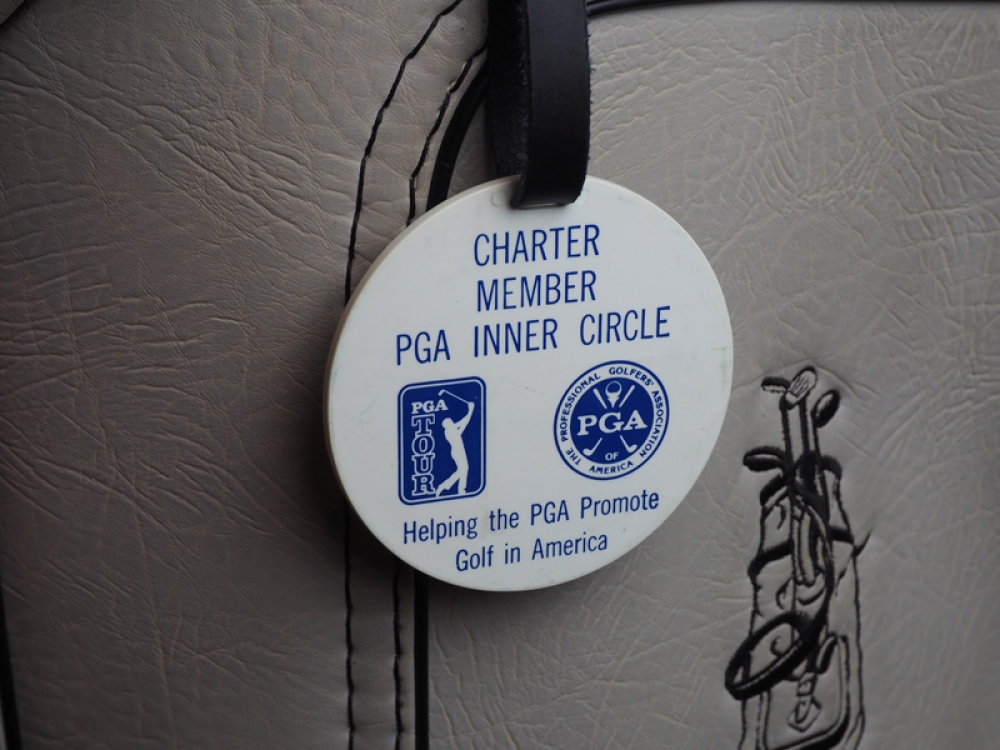 CHARTER
MEMBER
PGA INNER CIRCLE
PGA
TOUR
THE PROFESSIONAL GOLFERS' ASSOCIATION
PGA
OF
AMERICA
Helping the PGA Promote
Golf in America